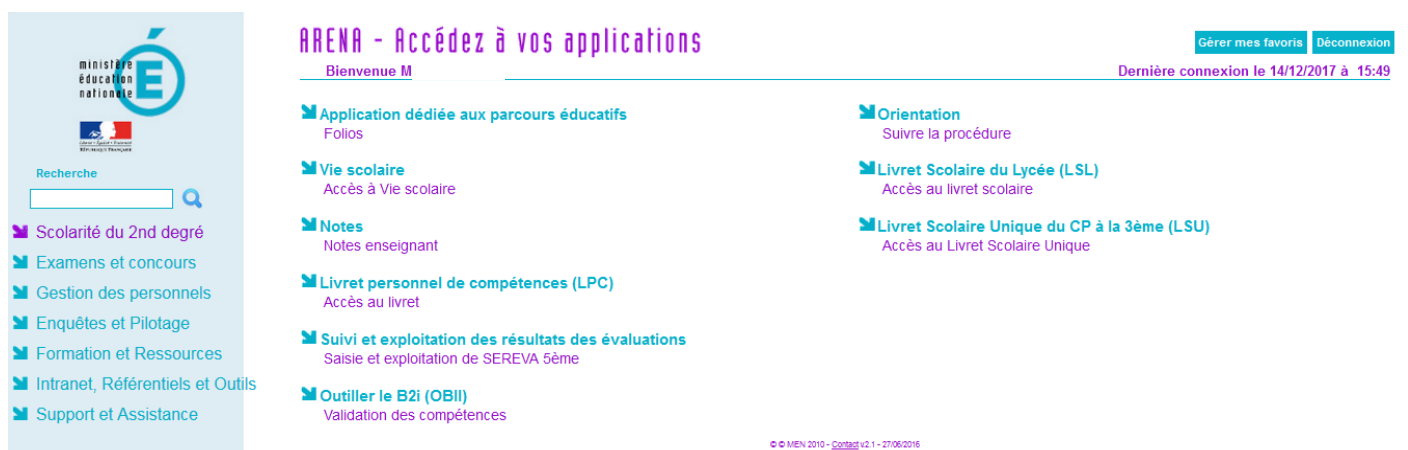 ministère
éducation
nationale
É
Liberté • Égalité • Fraternité
RÉPUBLIQUE FRANÇAISE
Recherche
Scolarité du 2nd degré
Examens et concours
Gestion des personnels
Enquêtes et Pilotage
Formation et Ressources
Intranet, Référentiels et Outils
Support et Assistance
ARENA - Accédez à vos applications
Gérer mes favoris Déconnexion
Bienvenue M
Dernière connexion le 14/12/2017 à 15:49
Application dédiée aux parcours éducatifs
Folios
Vie scolaire
Accès à Vie scolaire
Notes
Notes enseignant
Livret personnel de compétences (LPC)
Accès au livret
Suivi et exploitation des résultats des évaluations
Saisie et exploitation de SEREVA 5ème
Outiller le B2i (OBII)
Validation des compétences
Orientation
Suivre la procédure
Livret Scolaire du Lycée (LSL)
Accès au livret scolaire
Livret Scolaire Unique du CP à la 3ème (LSU)
Accès au Livret Scolaire Unique
© © MEN 2010 - Contact v2.1 - 27/06/2016